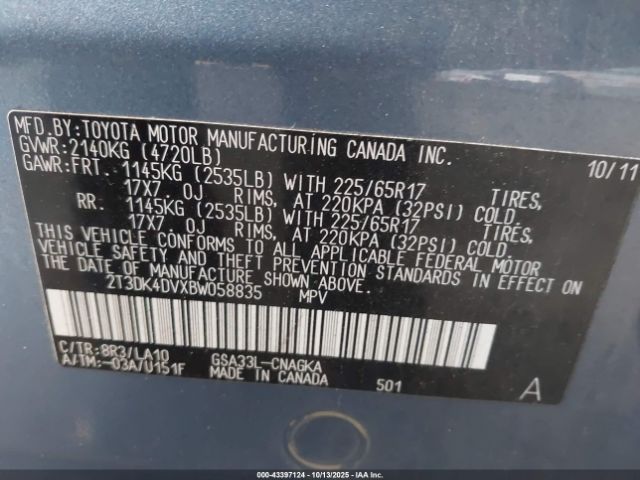 MFD.BY:TOYOTA MOTOR MANUFACTURING CANADA INC.
10/11
GVWR:2140KG (4720LB)
GAWR:FRT. 1145KG (2535LB) WITH 225/65R17 TIRES,
17X7.0J RIMS, AT 220KPA (32PSI) COLD.
RR. 1145KG (2535LB) WITH 225/65R17 TIRES,
17X7.0J RIMS, AT 220KPA (32PSI) COLD.
THIS VEHICLE CONFORMS TO ALL APPLICABLE FEDERAL MOTOR
VEHICLE SAFETY AND THEFT PREVENTION STANDARDS IN EFFECT ON
THE DATE OF MANUFACTURE SHOWN ABOVE.
2T3DK4DVXBW058835 MPV
C/TR:8R3/LA10 GSA33L-CNAGKA
A/TM:-03A/U151F MADE IN CANADA 501 A
000-43397124 - 10/13/2025 - COPART IAA, INC.